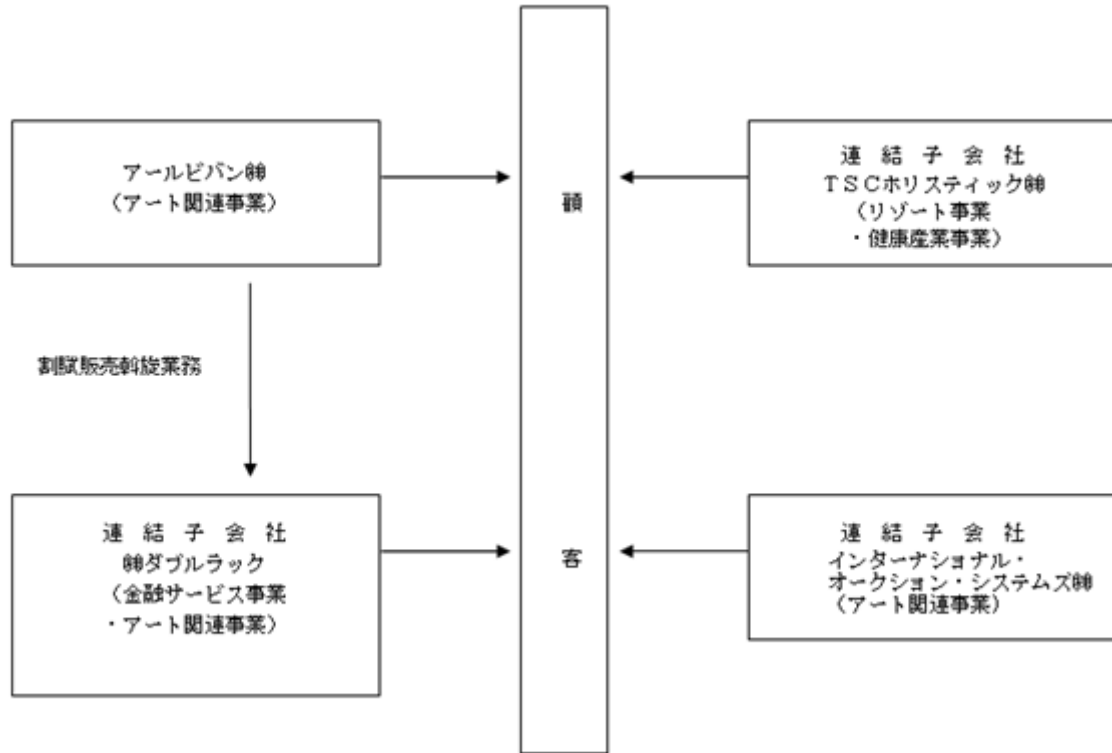 アールビバン㈱
(アート関連事業)
割賦販売斡旋業務
連 結 子 会 社
㈱ダブルラック
(金融サービス事業
・アート関連事業)
顧
客
連 結 子 会 社
TSCホリスティック㈱
(リゾート事業
・健康産業事業)
連 結 子 会 社
インターナショナル・
オークション・システムズ㈱
(アート関連事業)